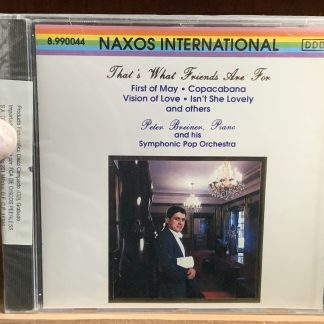 8.990044
NAXOS INTERNATIONAL
DDD
That's What Friends Are For
First of May • Copacabana
Vision of Love • Isn't She Lovely
and others
Peter Breiner, Piano
and his
Symphonic Pop Orchestra